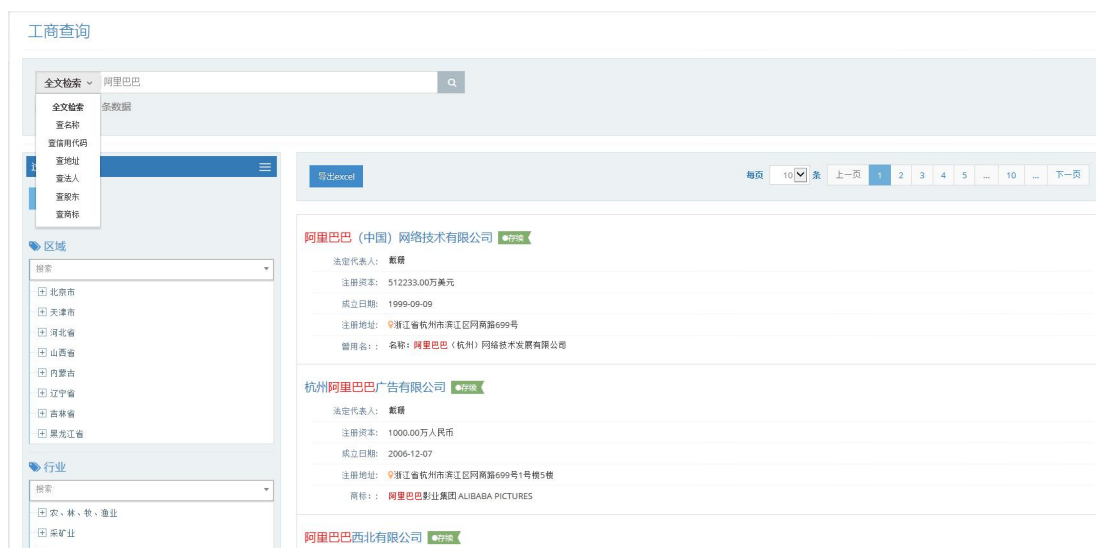 工商查询
全文检索 阿里巴巴
全文检索
条数据
查名称
查信用代码
查地址
查法人
查股东
查商标
区域
搜索
北京市
天津市
河北省
山西省
内蒙古
辽宁省
吉林省
黑龙江省
行业
搜索
农、林、牧、渔业
采矿业
导出excel
每页 10 条 上一页 1 2 3 4 5 ... 10 ... 下一页
阿里巴巴（中国）网络技术有限公司 存续
法定代表人: 戴珊
注册资本: 512233.00万美元
成立日期: 1999-09-09
注册地址: 浙江省杭州市滨江区网商路699号
曾用名: : 名称：阿里巴巴（杭州）网络技术发展有限公司
杭州阿里巴巴广告有限公司 存续
法定代表人: 戴珊
注册资本: 1000.00万人民币
成立日期: 2006-12-07
注册地址: 浙江省杭州市滨江区网商路699号1号楼5楼
商标: : 阿里巴巴影业集团 ALIBABA PICTURES
阿里巴巴西北有限公司 存续